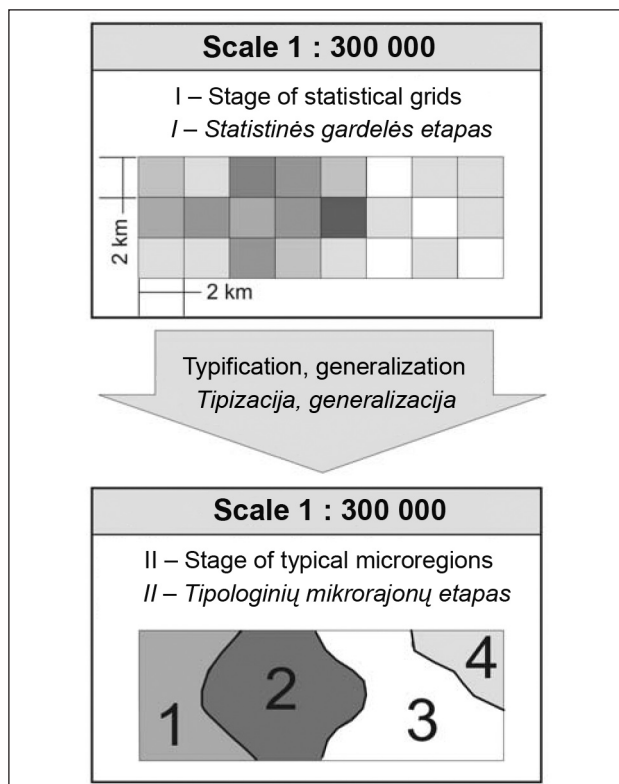 Scale 1 : 300 000
I – Stage of statistical grids
I – Statistinės gardelės etapas
2 km
2 km
Typification, generalization
Tipizacija, generalizacija
Scale 1 : 300 000
II – Stage of typical microregions
II – Tipologinių mikrorajonų etapas
1
2
3
4